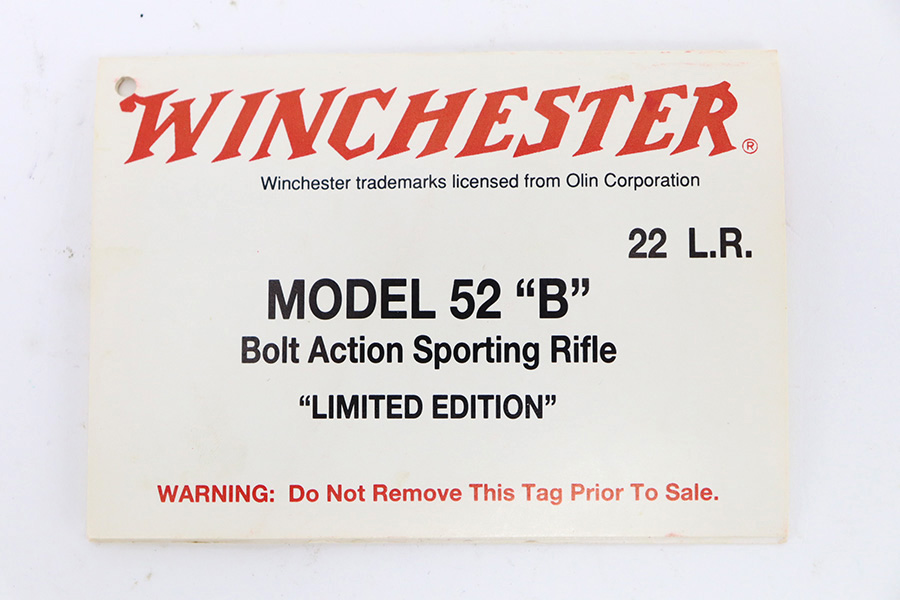 WINCHESTER®
Winchester trademarks licensed from Olin Corporation
22 L.R.
MODEL 52 “B”
Bolt Action Sporting Rifle
“LIMITED EDITION”
WARNING: Do Not Remove This Tag Prior To Sale.